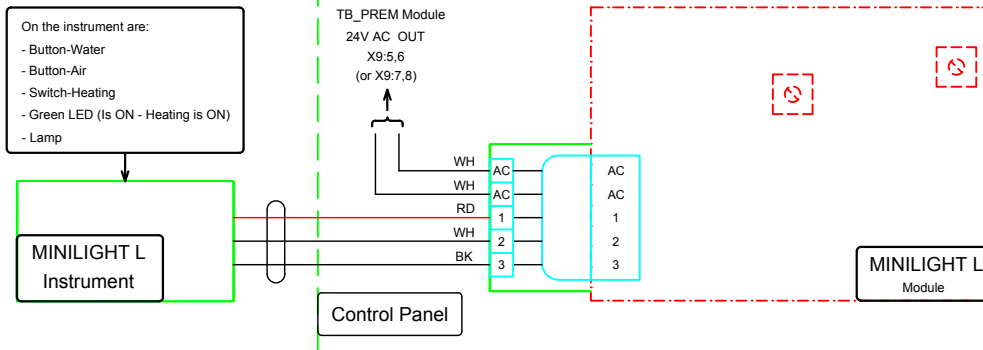 On the instrument are:
- Button-Water
- Button-Air
- Switch-Heating
- Green LED (Is ON - Heating is ON)
- Lamp
TB_PREM Module
24V AC OUT
X9:5,6
(or X9:7,8)
WH AC AC
WH AC AC
RD 1 1
WH 2 2
BK 3 3
MINILIGHT L
Instrument
Control Panel
MINILIGHT L
Module